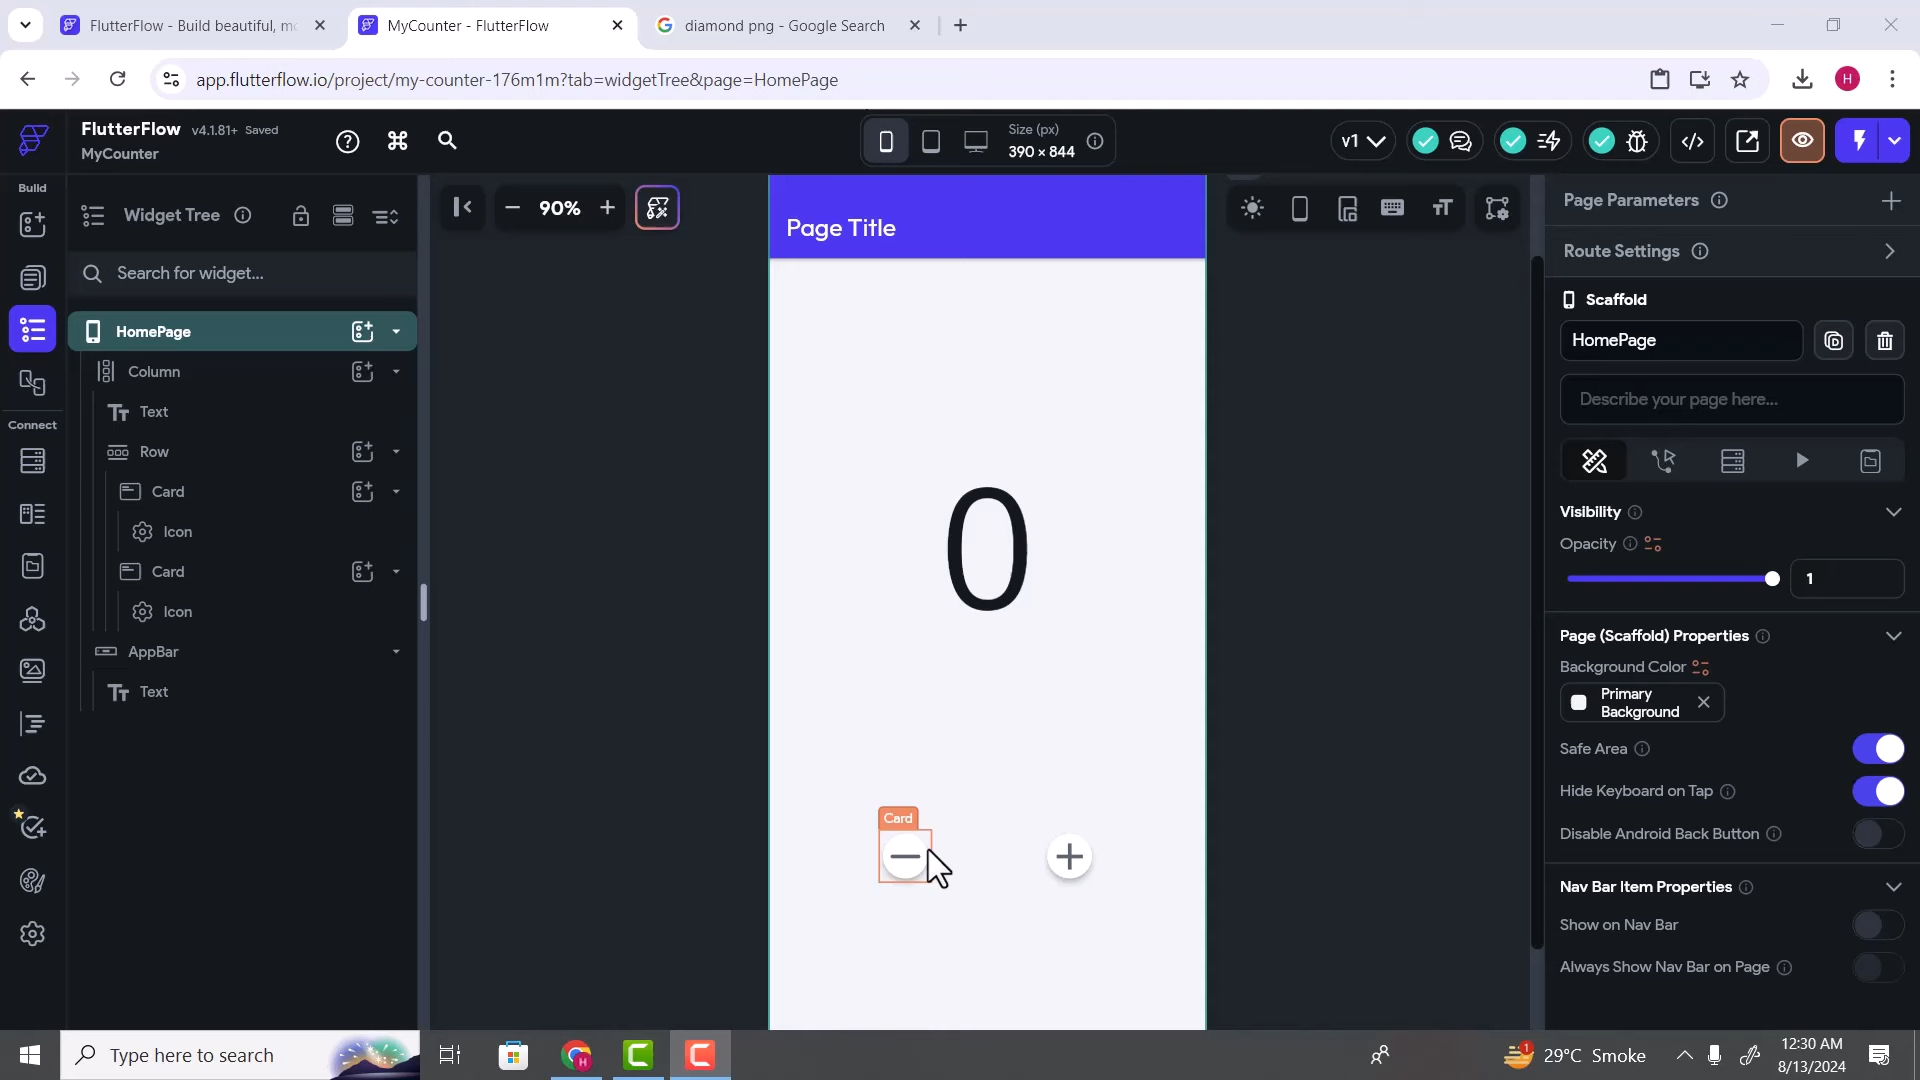 FlutterFlow - Build beautiful, mo
MyCounter - FlutterFlow
diamond png - Google Search
app.flutterflow.io/project/my-counter-176m1m?tab=widgetTree&page=HomePage
H
FlutterFlow v4.1.81+ Saved
MyCounter
Size (px)
390 × 844
v1
Build
Connect
Widget Tree
Search for widget...
HomePage
Column
Text
Row
Card
Icon
Card
Icon
AppBar
Text
90%
Page Title
0
Card
Page Parameters
Route Settings
Scaffold
HomePage
Describe your page here...
Visibility
Opacity
1
Page (Scaffold) Properties
Background Color
Primary
Background
Safe Area
Hide Keyboard on Tap
Disable Android Back Button
Nav Bar Item Properties
Show on Nav Bar
Always Show Nav Bar on Page
Type here to search
H
1
29°C Smoke
12:30 AM
8/13/2024